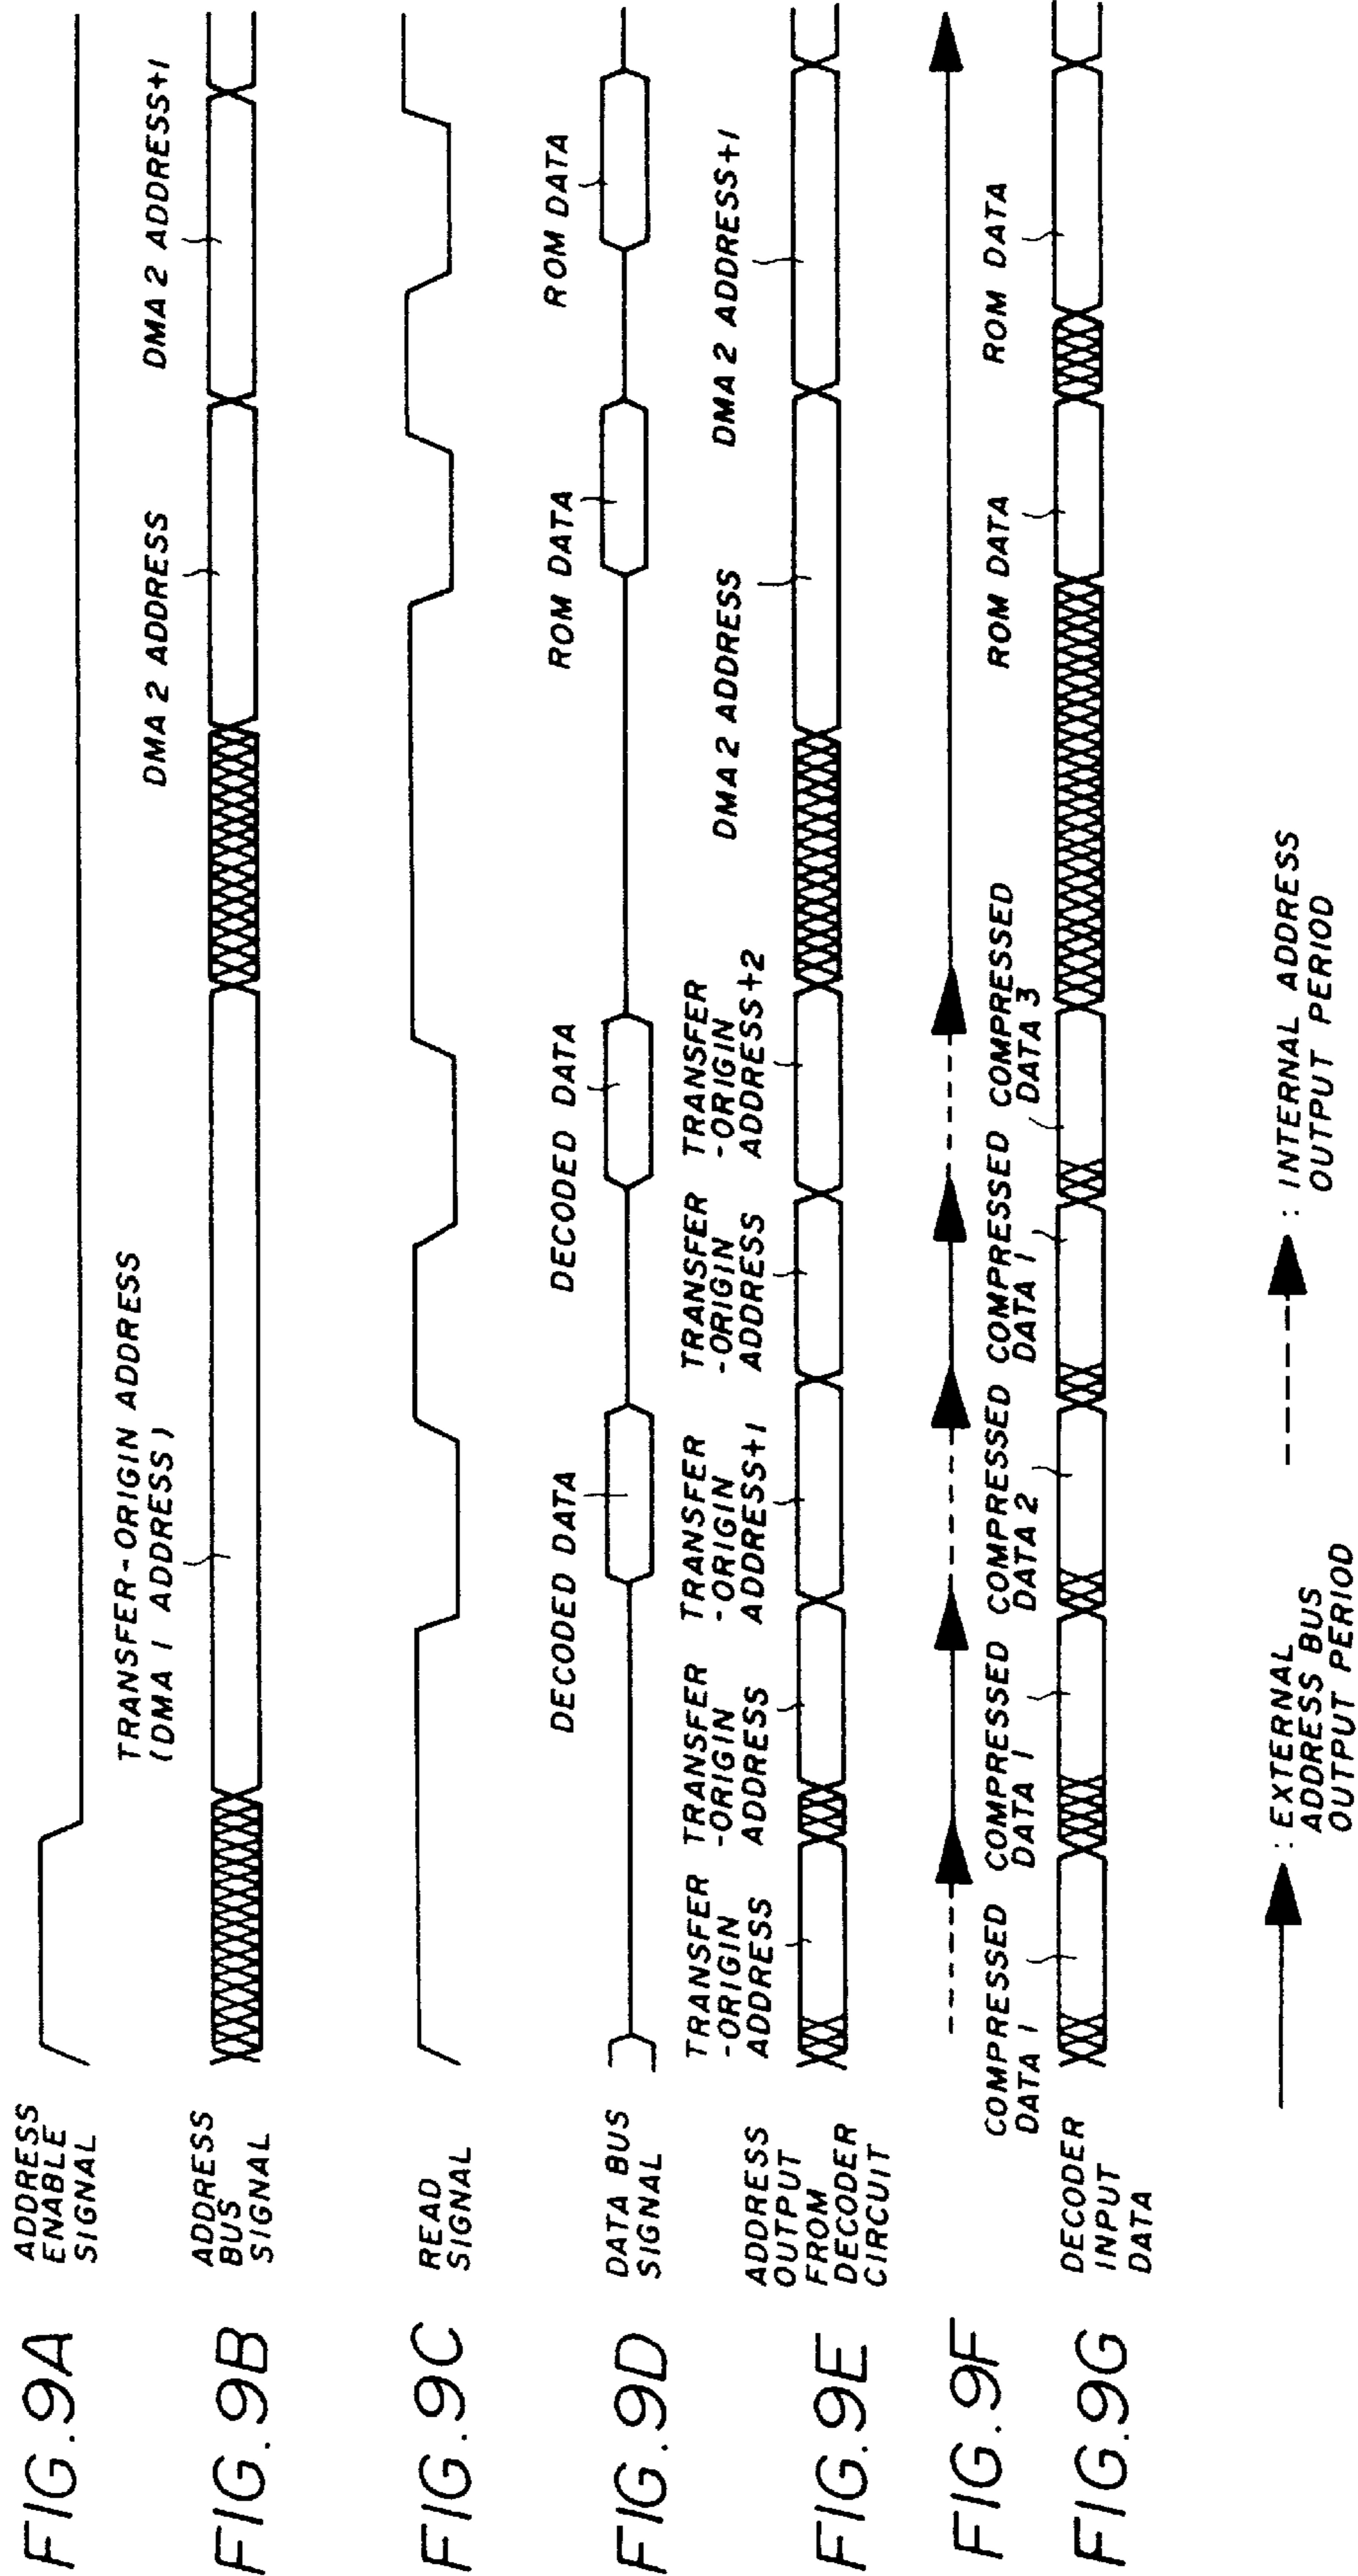 FIG. 9A
ADDRESS
ENABLE
SIGNAL
FIG. 9B
ADDRESS
BUS
SIGNAL
TRANSFER-ORIGIN ADDRESS
(DMA 1 ADDRESS)
DMA 2 ADDRESS
DMA 2 ADDRESS+1
FIG. 9C
READ
SIGNAL
FIG. 9D
DATA BUS
SIGNAL
DECODED DATA
DECODED DATA
ROM DATA
ROM DATA
FIG. 9E
ADDRESS
OUTPUT
FROM
DECODER
CIRCUIT
TRANSFER
-ORIGIN
ADDRESS
TRANSFER
-ORIGIN
ADDRESS
TRANSFER
-ORIGIN
ADDRESS+1
TRANSFER
-ORIGIN
ADDRESS
TRANSFER
-ORIGIN
ADDRESS+2
DMA 2 ADDRESS
DMA 2 ADDRESS+1
FIG. 9F
FIG. 9G
DECODER
INPUT
DATA
COMPRESSED
DATA 1
COMPRESSED
DATA 1
COMPRESSED
DATA 2
COMPRESSED
DATA 1
COMPRESSED
DATA 3
ROM DATA
ROM DATA
: EXTERNAL
ADDRESS BUS
OUTPUT PERIOD
: INTERNAL ADDRESS
OUTPUT PERIOD